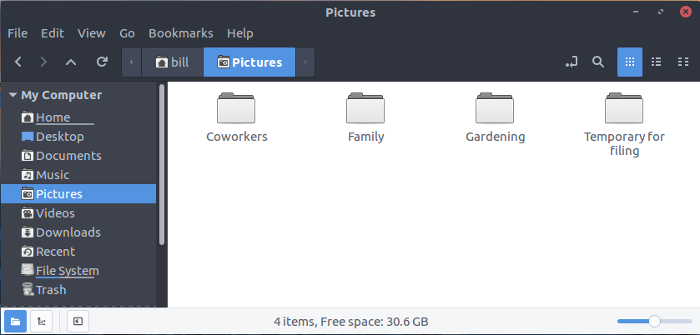 Pictures
File Edit View Go Bookmarks Help
bill Pictures
My Computer
Home
Desktop
Documents
Music
Pictures
Videos
Downloads
Recent
File System
Trash
Coworkers
Family
Gardening
Temporary for
filing
4 items, Free space: 30.6 GB